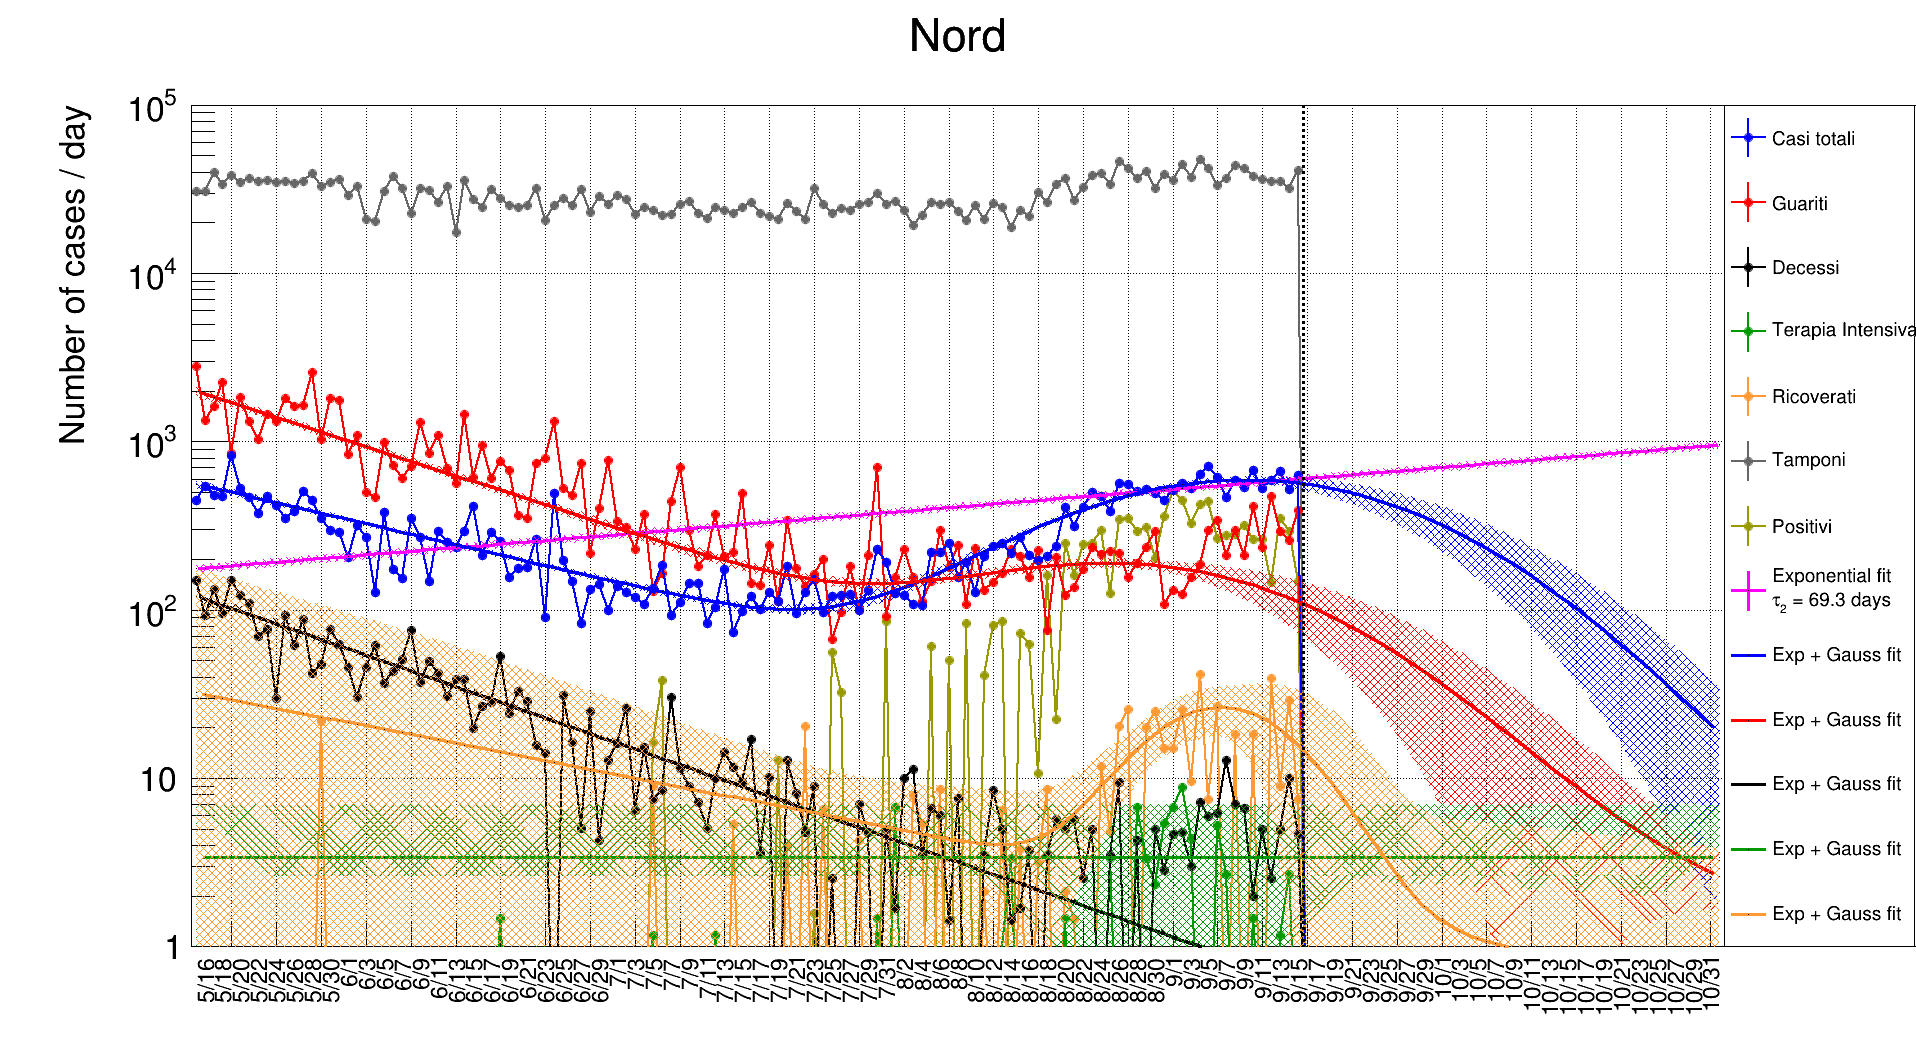 Nord
Number of cases / day
10^5
10^4
10^3
10^2
10
1
5/16 5/18 5/20 5/22 5/24 5/26 5/28 5/30 6/1 6/3 6/5 6/7 6/9 6/11 6/13 6/15 6/17 6/19 6/21 6/23 6/25 6/27 6/29 7/1 7/3 7/5 7/7 7/9 7/11 7/13 7/15 7/17 7/19 7/21 7/23 7/25 7/27 7/29 7/31 8/2 8/4 8/6 8/8 8/10 8/12 8/14 8/16 8/18 8/20 8/22 8/24 8/26 8/28 8/30 9/1 9/3 9/5 9/7 9/9 9/11 9/13 9/15 9/17 9/19 9/21 9/23 9/25 9/27 9/29 10/1 10/3 10/5 10/7 10/9 10/11 10/13 10/15 10/17 10/19 10/21 10/23 10/25 10/27 10/29 10/31
Casi totali
Guariti
Decessi
Terapia Intensiva
Ricoverati
Tamponi
Positivi
Exponential fit
τ₂ = 69.3 days
Exp + Gauss fit
Exp + Gauss fit
Exp + Gauss fit
Exp + Gauss fit
Exp + Gauss fit